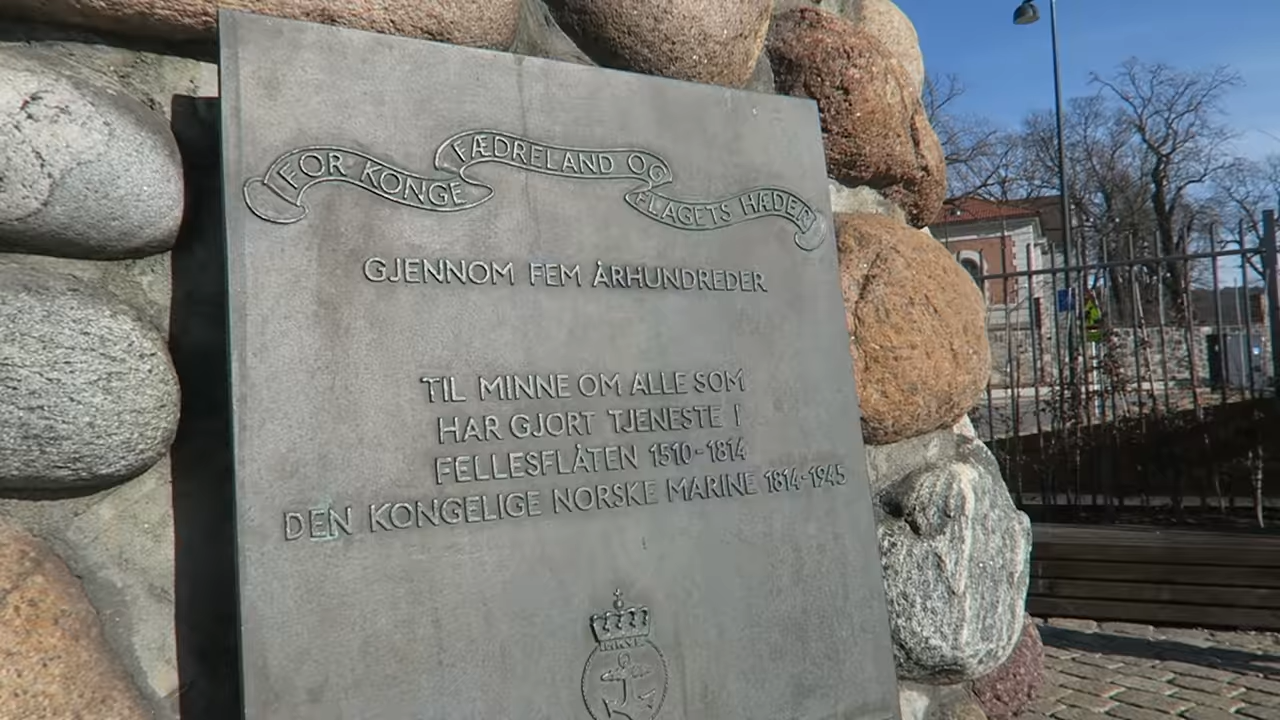 FOR KONGE FÆDRELAND OG FLAGETS HÆDER
GJENNOM FEM ÅRHUNDREDER
TIL MINNE OM ALLE SOM
HAR GJORT TJENESTE I
FELLESFLÅTEN 1510-1814
DEN KONGELIGE NORSKE MARINE 1814-1945